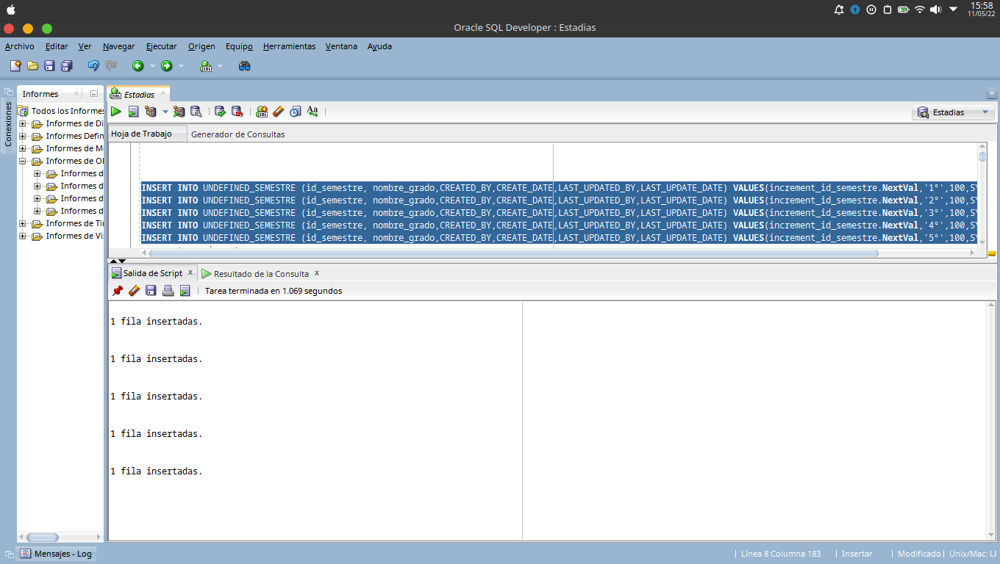 15:58
11/05/22
Oracle SQL Developer : Estadias
Archivo Editar Ver Navegar Ejecutar Origen Equipo Herramientas Ventana Ayuda
SQL
Conexiones
Informes
Todos los Informes
Informes de Di
Informes Defin
Informes de M
Informes de O
Informes d
Informes d
Informes d
Informes d
Informes de Ti
Informes de Vi
SQL Estadias
SQL Aa
Estadias
Hoja de Trabajo Generador de Consultas
INSERT INTO UNDEFINED_SEMESTRE (id_semestre, nombre_grado,CREATED_BY,CREATE_DATE,LAST_UPDATED_BY,LAST_UPDATE_DATE) VALUES(increment_id_semestre.NextVal,'1°',100,SY
INSERT INTO UNDEFINED_SEMESTRE (id_semestre, nombre_grado,CREATED_BY,CREATE_DATE,LAST_UPDATED_BY,LAST_UPDATE_DATE) VALUES(increment_id_semestre.NextVal,'2°',100,SY
INSERT INTO UNDEFINED_SEMESTRE (id_semestre, nombre_grado,CREATED_BY,CREATE_DATE,LAST_UPDATED_BY,LAST_UPDATE_DATE) VALUES(increment_id_semestre.NextVal,'3°',100,SY
INSERT INTO UNDEFINED_SEMESTRE (id_semestre, nombre_grado,CREATED_BY,CREATE_DATE,LAST_UPDATED_BY,LAST_UPDATE_DATE) VALUES(increment_id_semestre.NextVal,'4°',100,SY
INSERT INTO UNDEFINED_SEMESTRE (id_semestre, nombre_grado,CREATED_BY,CREATE_DATE,LAST_UPDATED_BY,LAST_UPDATE_DATE) VALUES(increment_id_semestre.NextVal,'5°',100,SY
Salida de Script x Resultado de la Consulta x
Tarea terminada en 1.069 segundos
1 fila insertadas.
1 fila insertadas.
1 fila insertadas.
1 fila insertadas.
1 fila insertadas.
Mensajes - Log
Línea 8 Columna 183 | Insertar | Modificado | Unix/Mac: LF